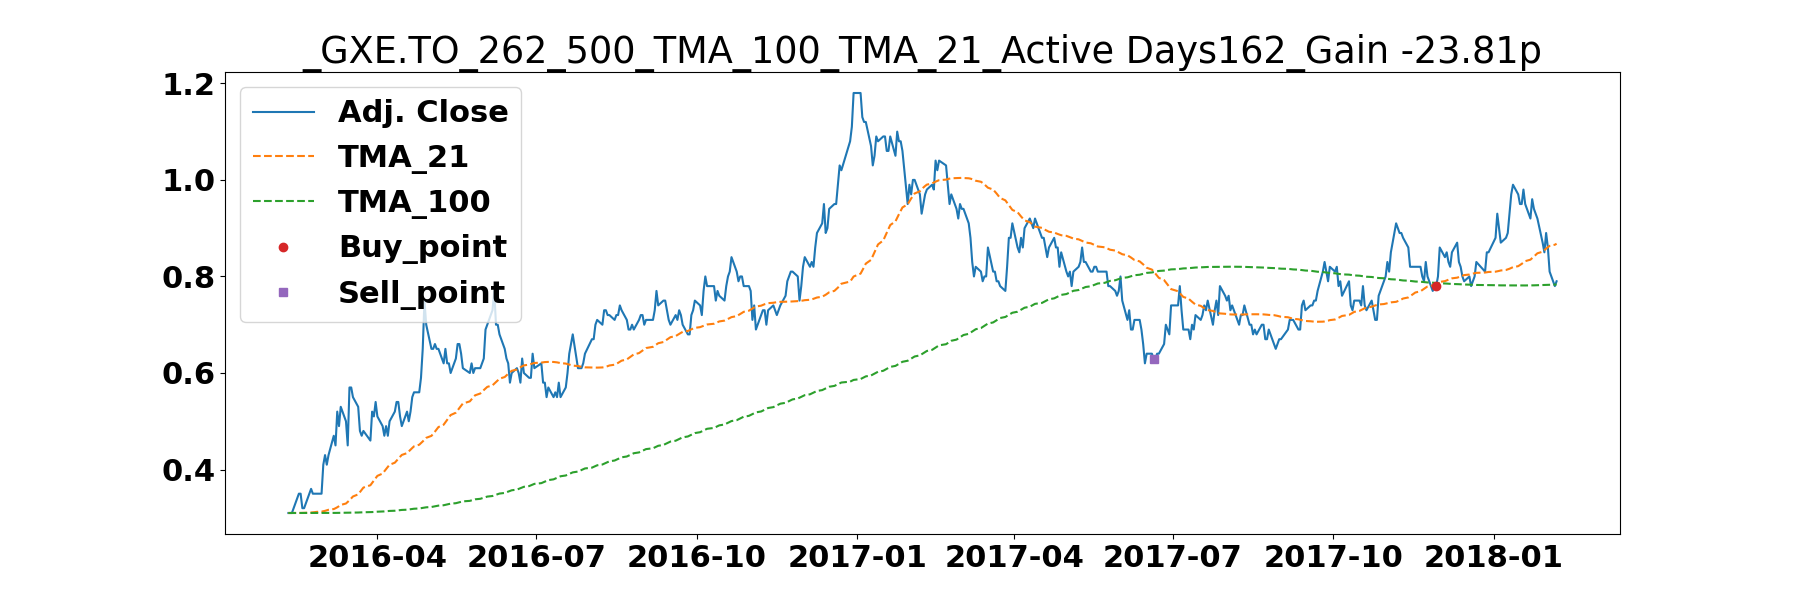 _GXE.TO_262_500_TMA_100_TMA_21_Active Days162_Gain -23.81p
1.2
1.0
0.8
0.6
0.4
Adj. Close
TMA_21
TMA_100
Buy_point
Sell_point
2016-04 2016-07 2016-10 2017-01 2017-04 2017-07 2017-10 2018-01